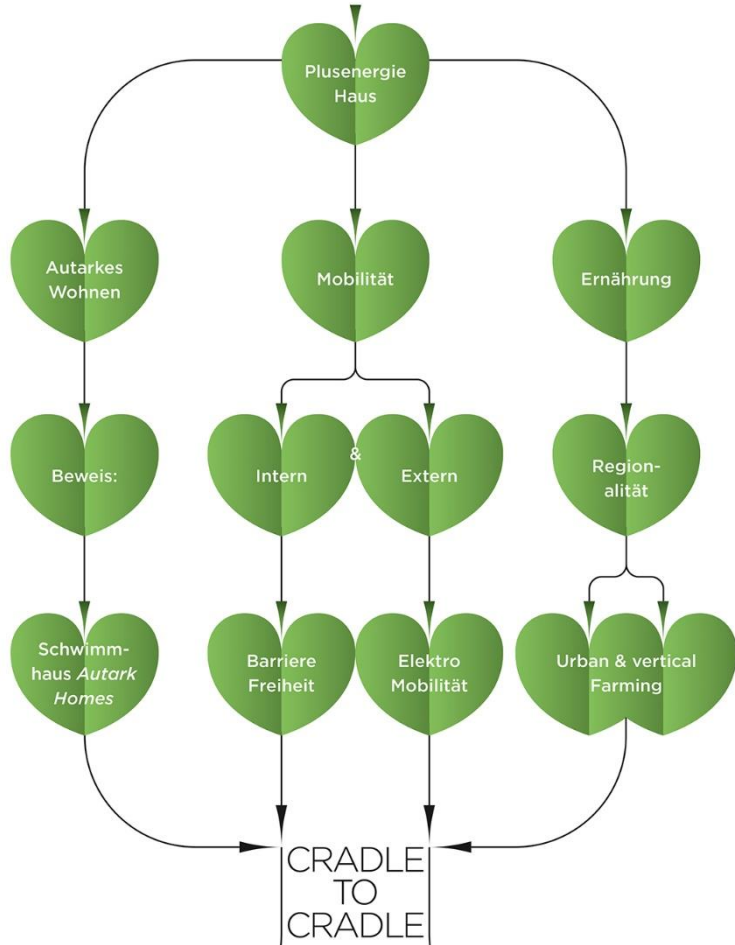 Plusenergie
Haus
Autarkes
Wohnen
Mobilität
Ernährung
Beweis:
Intern
&
Extern
Region-
alität
Schwimm-
haus Autark
Homes
Barriere
Freiheit
Elektro
Mobilität
Urban & vertical
Farming
CRADLE
TO
CRADLE